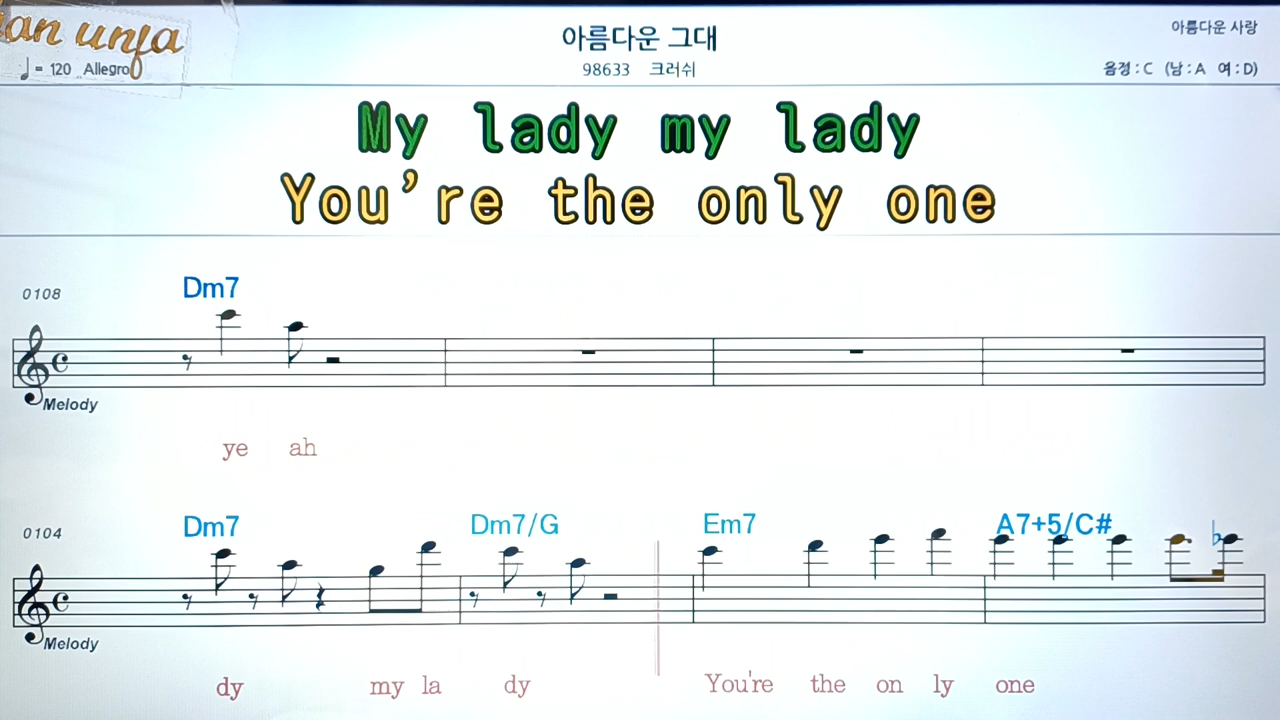 an unfa
아름다운 사랑
아름다운 그대
♩= 120 Allegro
98633 크러쉬
음정 : C (남 : A 여 : D)
My lady my lady
You're the only one
0108
Dm7
Melody
ye ah
0104
Dm7 Dm7/G Em7 A7+5/C#
Melody
dy my la dy You're the on ly one